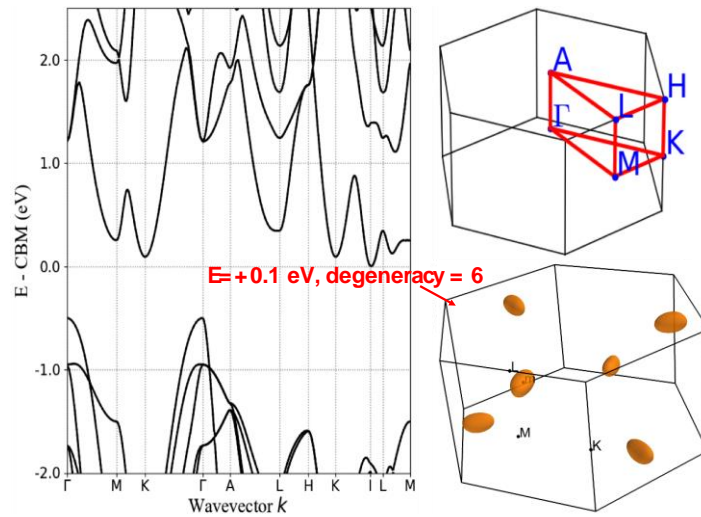 E - CBM (eV)
2.0
1.0
0.0
-1.0
-2.0
Γ M K Γ A L H K I L M
Wavevector k
A
H
L
Γ
K
M
E=+0.1 eV, degeneracy = 6
L
M
K